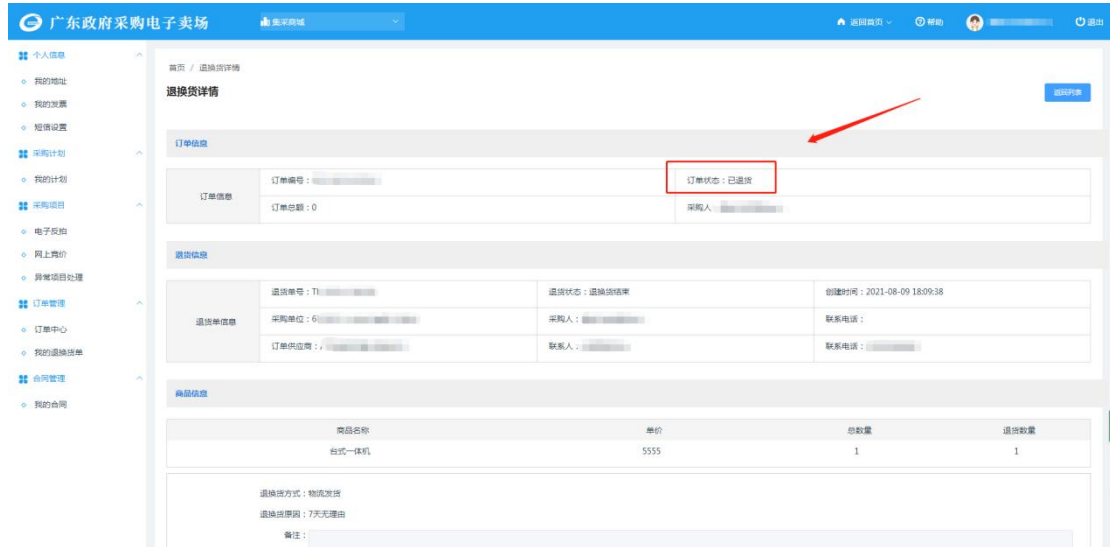 广东政府采购电子卖场
集采商城
返回首页
帮助
退出
个人信息
我的地址
我的发票
短信设置
采购计划
我的计划
采购项目
电子反拍
网上竞价
异常项目处理
订单管理
订单中心
我的退换货单
合同管理
我的合同
首页 / 退换货详情
退换货详情
返回列表
订单信息
订单信息
订单编号：
订单状态：已退货
订单总额：0
采购人
退货信息
退货单信息
退货单号：TI
退货状态：退换货结束
创建时间：2021-08-09 18:09:38
采购单位：6
采购人：
联系电话：
订单供应商：
联系人：
联系电话：
商品信息
商品名称 单价 总数量 退货数量
台式一体机 5555 1 1
退换货方式：物流发货
退换货原因：7天无理由
备注：